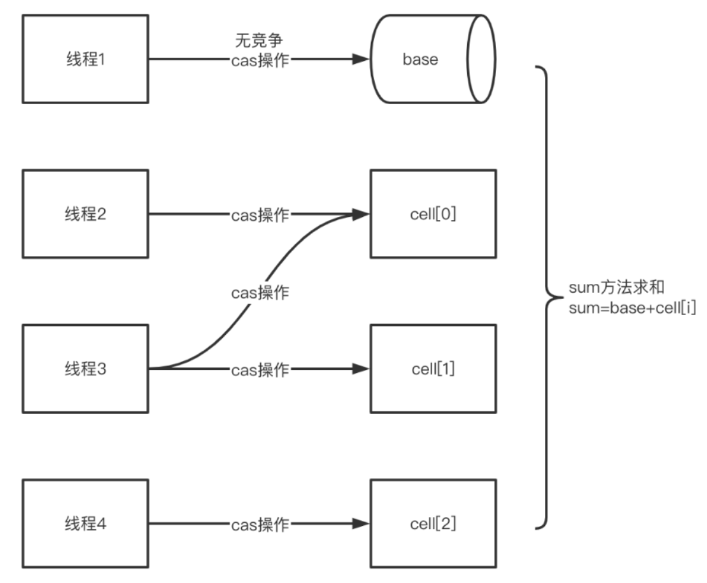 线程1
无竞争
cas操作
base
线程2
cas操作
cell[0]
cas操作
sum方法求和
sum=base+cell[i]
线程3
cas操作
cell[1]
线程4
cas操作
cell[2]